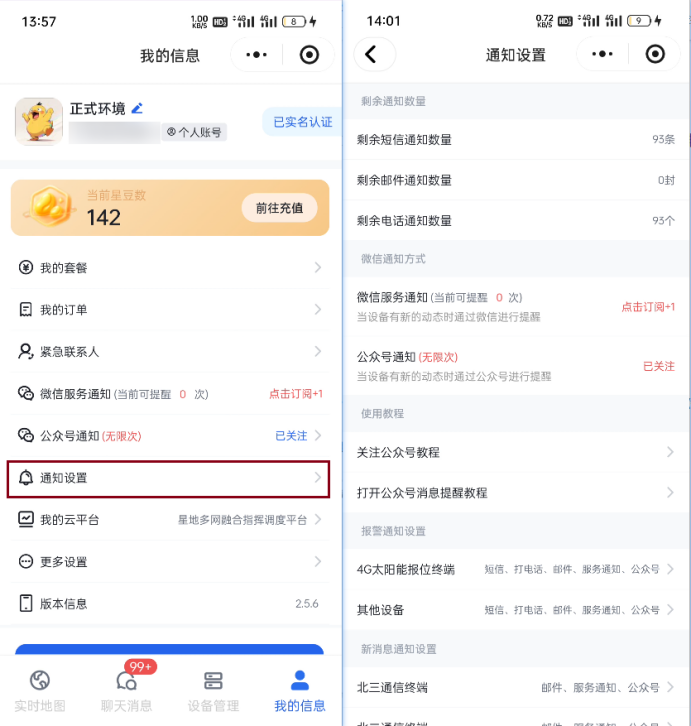 13:57
1.00 KB/S HD 4G 4G 8
我的信息
正式环境
个人账号
已实名认证
当前星豆数
142
前往充值
我的套餐
我的订单
紧急联系人
微信服务通知(当前可提醒 0 次)
点击订阅+1
公众号通知(无限次)
已关注
通知设置
我的云平台
星地多网融合指挥调度平台
更多设置
版本信息
2.5.6
99+
实时地图
聊天消息
设备管理
我的信息
14:01
0.72 KB/S HD 4G 4G 9
通知设置
剩余通知数量
剩余短信通知数量
93条
剩余邮件通知数量
0封
剩余电话通知数量
93个
微信通知方式
微信服务通知(当前可提醒 0 次)
当设备有新的动态时通过微信进行提醒
点击订阅+1
公众号通知(无限次)
当设备有新的动态时通过公众号进行提醒
已关注
使用教程
关注公众号教程
打开公众号消息提醒教程
报警通知设置
4G太阳能报位终端
短信、打电话、邮件、服务通知、公众号
其他设备
短信、打电话、邮件、服务通知、公众号
新消息通知设置
北三通信终端
邮件、服务通知、公众号